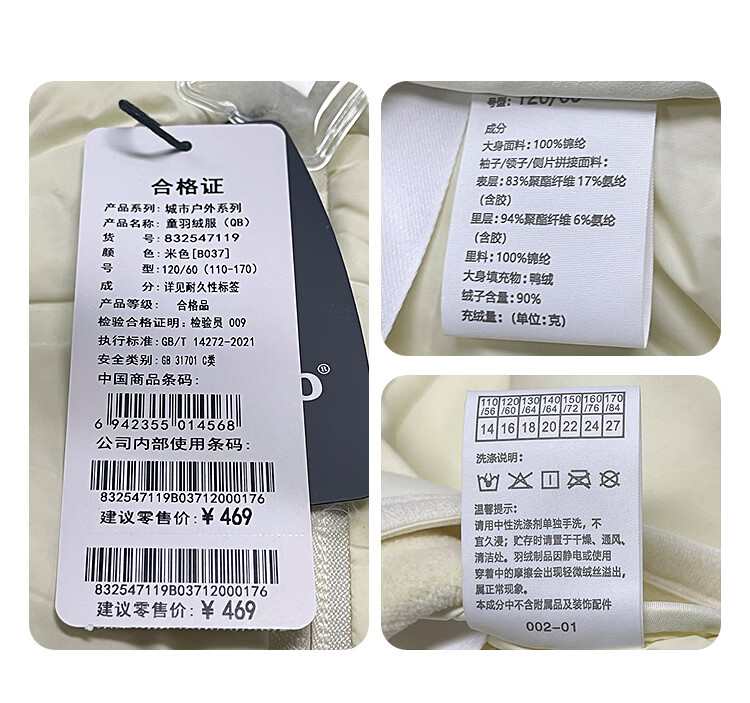 合格证
产品系列: 城市户外系列
产品名称: 童羽绒服（QB）
货 号: 832547119
颜 色: 米色[B037]
号 型: 120/60（110-170）
成 分: 详见耐久性标签
产品等级: 合格品
检验合格证明: 检验员 009
执行标准: GB/T 14272-2021
安全类别: GB 31701 C类
中国商品条码:
6 942355 014568
公司内部使用条码:
832547119B03712000176
建议零售价: ¥ 469
832547119B03712000176
建议零售价: ¥ 469
号型: 120/60
成分
大身面料: 100%锦纶
袖子/领子/侧片拼接面料:
表层: 83%聚酯纤维 17%氨纶
(含胶)
里层: 94%聚酯纤维 6%氨纶
(含胶)
里料: 100%锦纶
大身填充物: 鸭绒
绒子含量: 90%
充绒量: (单位: 克)
110/56 120/60 130/64 140/64 150/72 160/76 170/84
14 16 18 20 22 24 27
洗涤说明:
温馨提示:
请用中性洗涤剂单独手洗，不
宜久浸；贮存时请置于干燥、通风、
清洁处。羽绒制品因静电或使用
穿着中的摩擦会出现轻微绒丝溢出，
属正常现象。
本成分中不含附属品及装饰配件
002-01